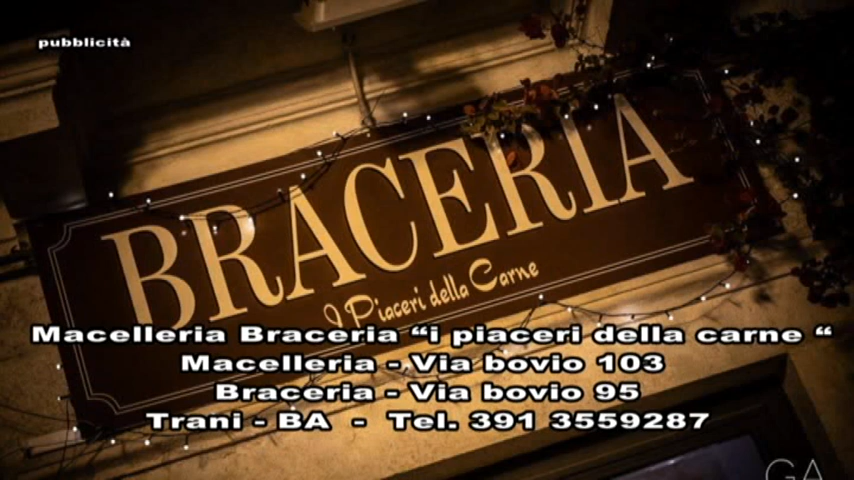 pubblicità
BRACERIA
I Piaceri della Carne
Macelleria Braceria “i piaceri della carne “
Macelleria - Via bovio 103
Braceria - Via bovio 95
Trani - BA - Tel. 391 3559287
GA